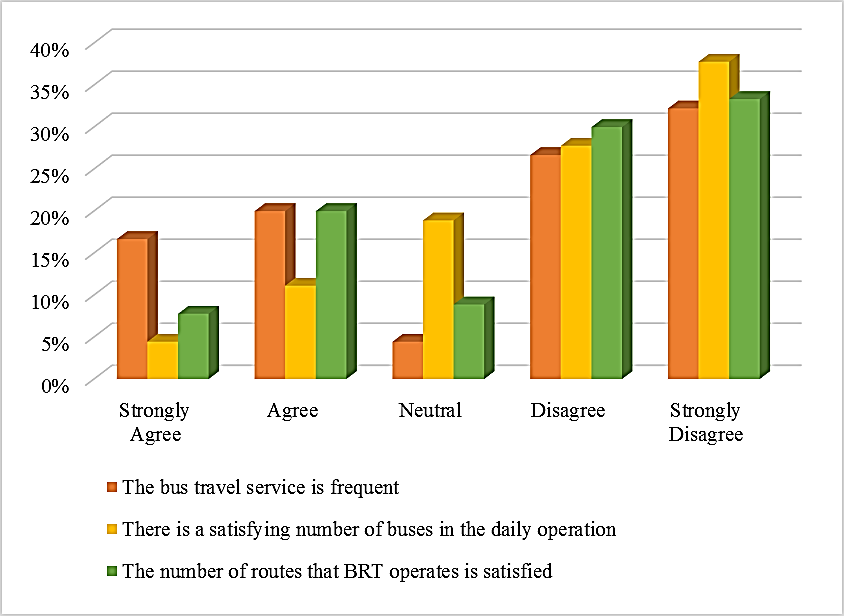 40%
35%
30%
25%
20%
15%
10%
5%
0%
Strongly
Agree
Agree
Neutral
Disagree
Strongly
Disagree
The bus travel service is frequent
There is a satisfying number of buses in the daily operation
The number of routes that BRT operates is satisfied